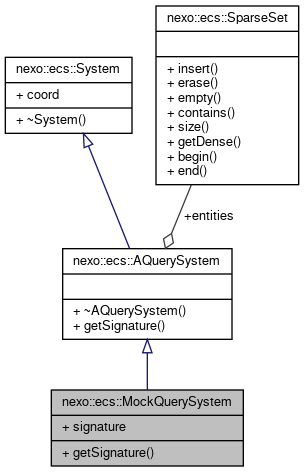 nexo::ecs::SparseSet
+ insert()
+ erase()
+ empty()
+ contains()
+ size()
+ getDense()
+ begin()
+ end()
nexo::ecs::System
+ coord
+ ~System()
+entities
nexo::ecs::AQuerySystem
+ ~AQuerySystem()
+ getSignature()
nexo::ecs::MockQuerySystem
+ signature
+ getSignature()